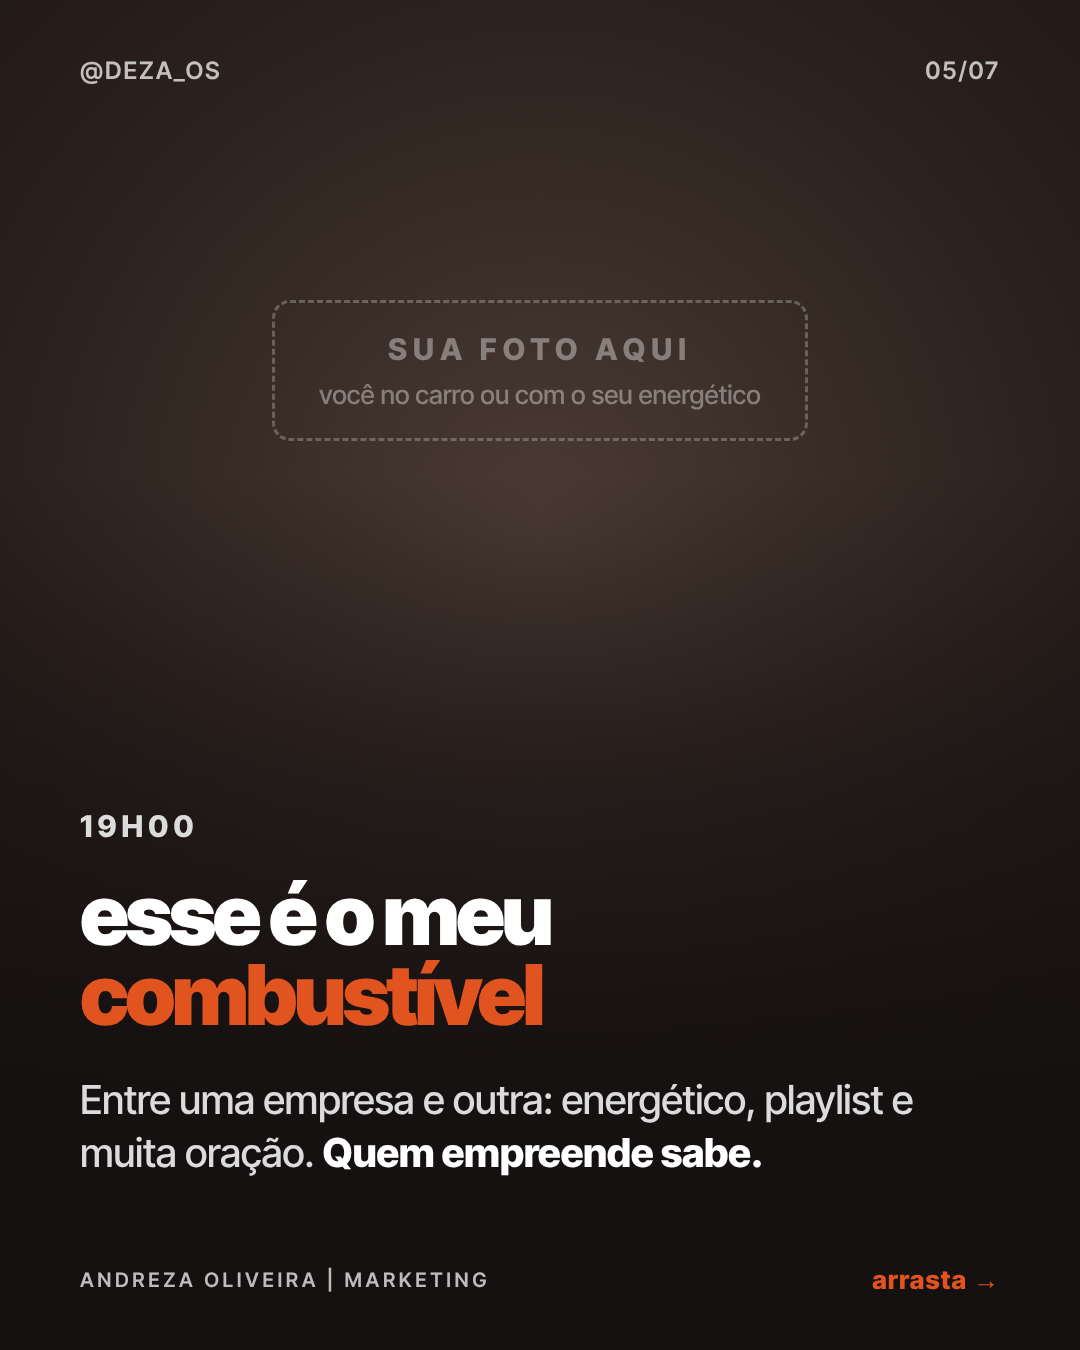 @DEZA_OS
05/07
SUA FOTO AQUI
você no carro ou com o seu energético
19H00
esse é o meu
combustível
Entre uma empresa e outra: energético, playlist e
muita oração. Quem empreende sabe.
ANDREZA OLIVEIRA | MARKETING
arrasta →